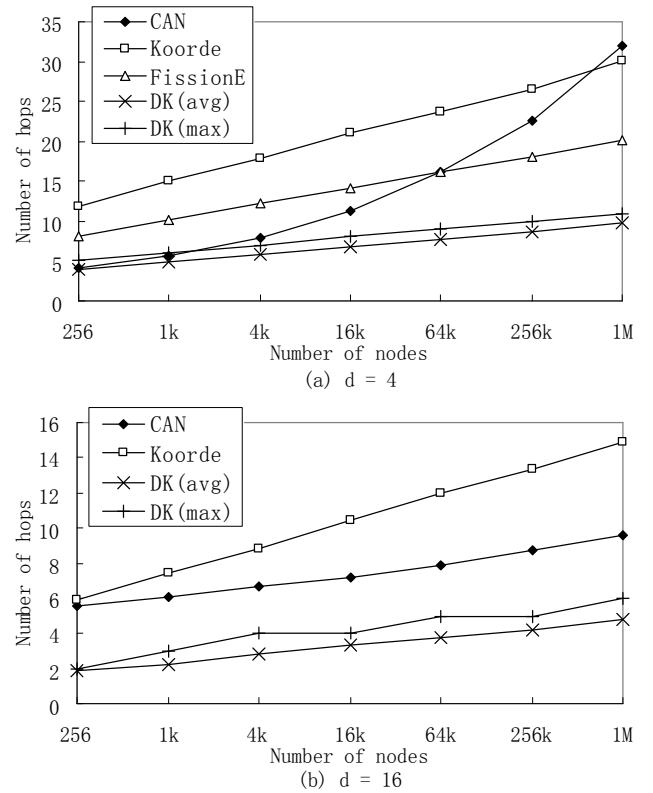 35
30
25
20
15
10
5
0
Number of hops
CAN
Koorde
FissionE
DK(avg)
DK(max)
256 1k 4k 16k 64k 256k 1M
Number of nodes
(a) d = 4
16
14
12
10
8
6
4
2
0
Number of hops
CAN
Koorde
DK(avg)
DK(max)
256 1k 4k 16k 64k 256k 1M
Number of nodes
(b) d = 16